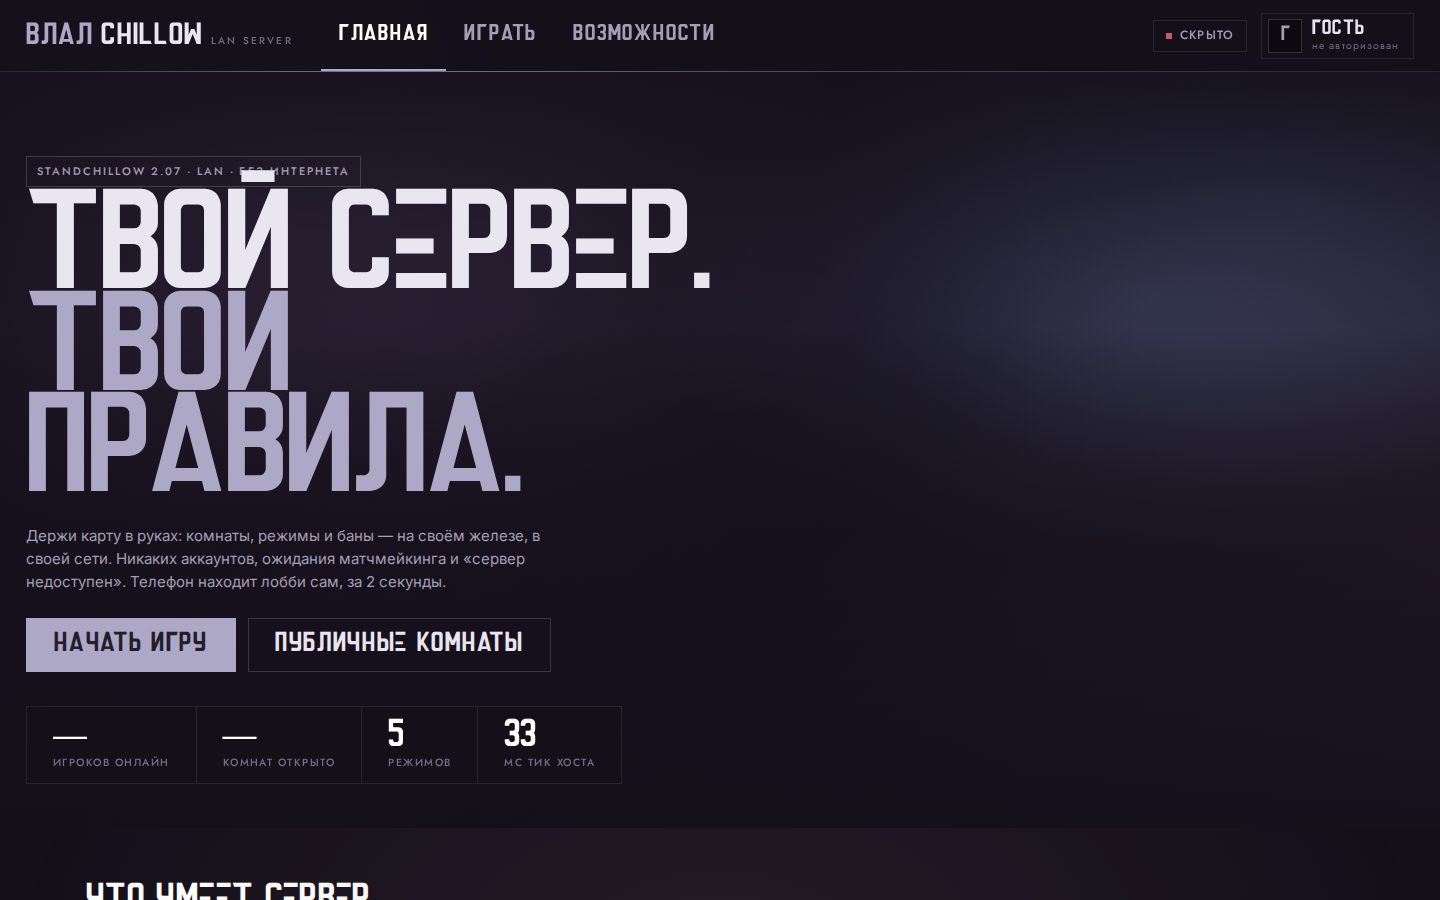 ВЛАЛ CHILLOW LAN SERVER
ГЛАВНАЯ
ИГРАТЬ
ВОЗМОЖНОСТИ
СКРЫТО
Г
ГОСТЬ
не авторизован
STANDCHILLOW 2.07 · LAN · БЕЗ ИНТЕРНЕТА
ТВОЙ СЕРВЕР.
ТВОИ
ПРАВИЛА.
Держи карту в руках: комнаты, режимы и баны — на своём железе, в
своей сети. Никаких аккаунтов, ожидания матчмейкинга и «сервер
недоступен». Телефон находит лобби сам, за 2 секунды.
НАЧАТЬ ИГРУ
ПУБЛИЧНЫЕ КОМНАТЫ
—
ИГРОКОВ ОНЛАЙН
—
КОМНАТ ОТКРЫТО
5
РЕЖИМОВ
33
МС ТИК ХОСТА
ЧТО УМЕЕТ СЕРВЕР